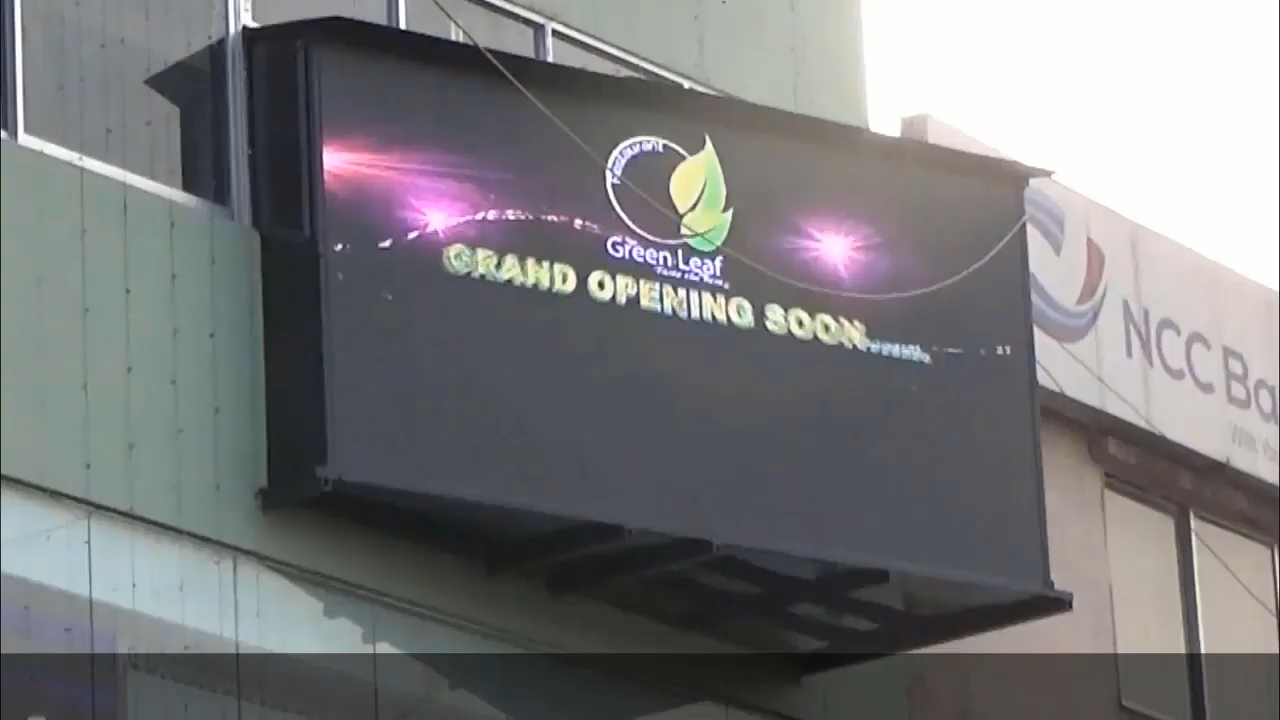 Restaurant
Green Leaf
GRAND OPENING SOON........
NCC Ba